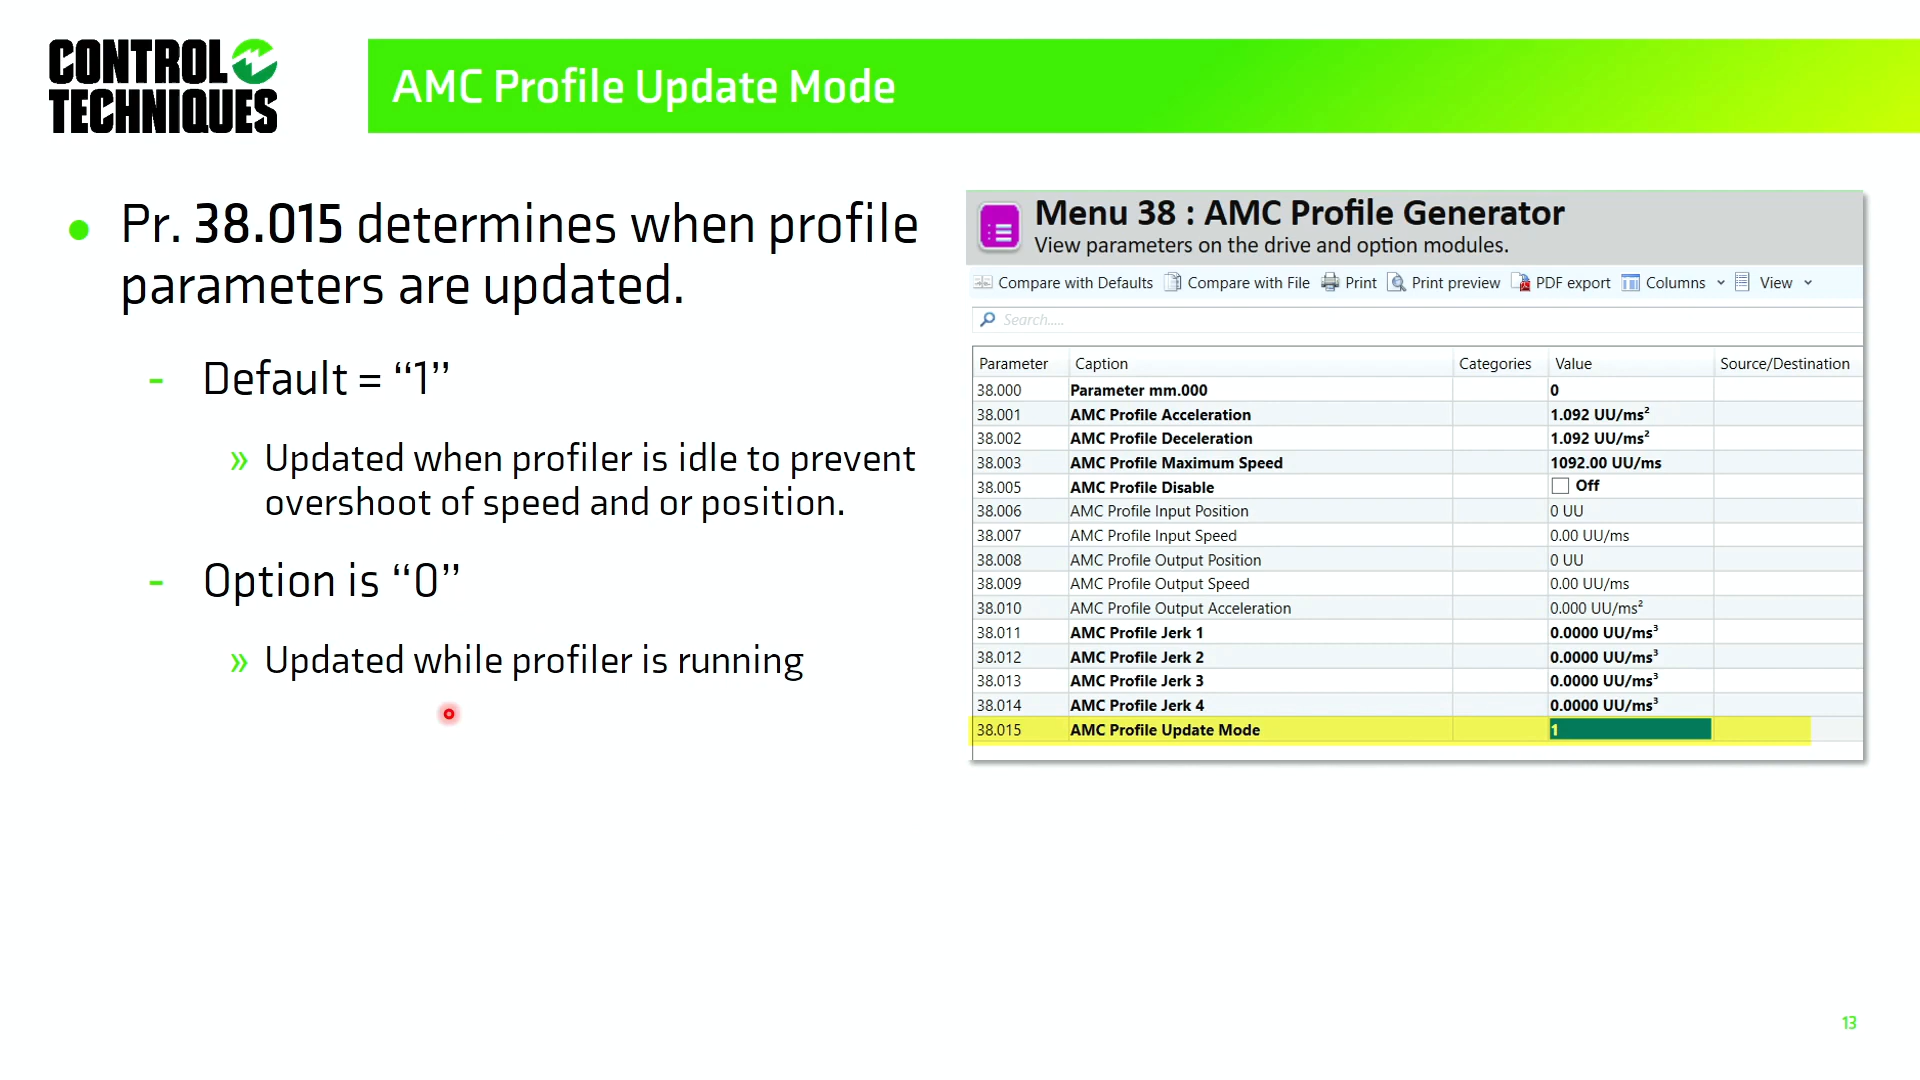 CONTROL
TECHNIQUES
AMC Profile Update Mode
Pr. 38.015 determines when profile
parameters are updated.
- Default = “1”
» Updated when profiler is idle to prevent
overshoot of speed and or position.
- Option is “0”
» Updated while profiler is running
Menu 38 : AMC Profile Generator
View parameters on the drive and option modules.
Compare with Defaults Compare with File Print Print preview PDF export Columns View
Search.....
Parameter Caption Categories Value Source/Destination
38.000 Parameter mm.000 0
38.001 AMC Profile Acceleration 1.092 UU/ms²
38.002 AMC Profile Deceleration 1.092 UU/ms²
38.003 AMC Profile Maximum Speed 1092.00 UU/ms
38.005 AMC Profile Disable Off
38.006 AMC Profile Input Position 0 UU
38.007 AMC Profile Input Speed 0.00 UU/ms
38.008 AMC Profile Output Position 0 UU
38.009 AMC Profile Output Speed 0.00 UU/ms
38.010 AMC Profile Output Acceleration 0.000 UU/ms²
38.011 AMC Profile Jerk 1 0.0000 UU/ms³
38.012 AMC Profile Jerk 2 0.0000 UU/ms³
38.013 AMC Profile Jerk 3 0.0000 UU/ms³
38.014 AMC Profile Jerk 4 0.0000 UU/ms³
38.015 AMC Profile Update Mode 1
13